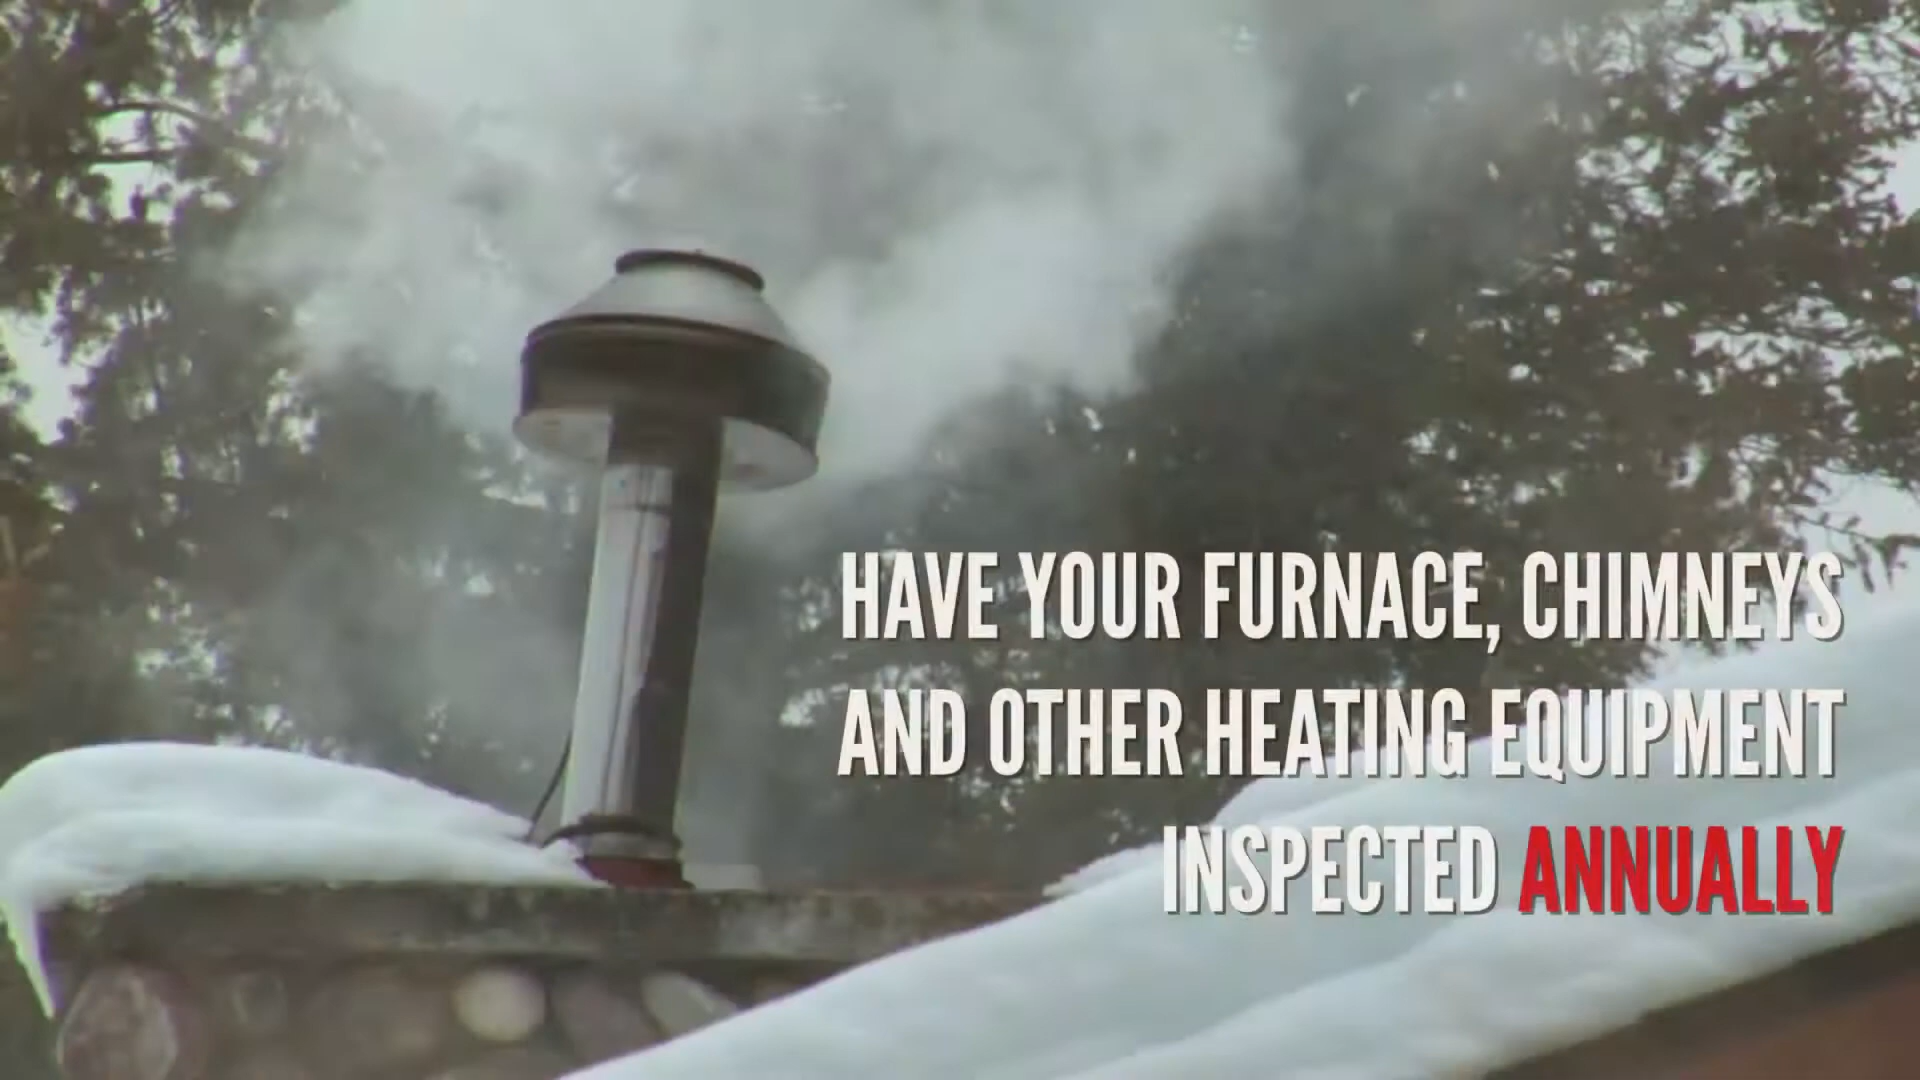 HAVE YOUR FURNACE, CHIMNEYS
AND OTHER HEATING EQUIPMENT
INSPECTED ANNUALLY